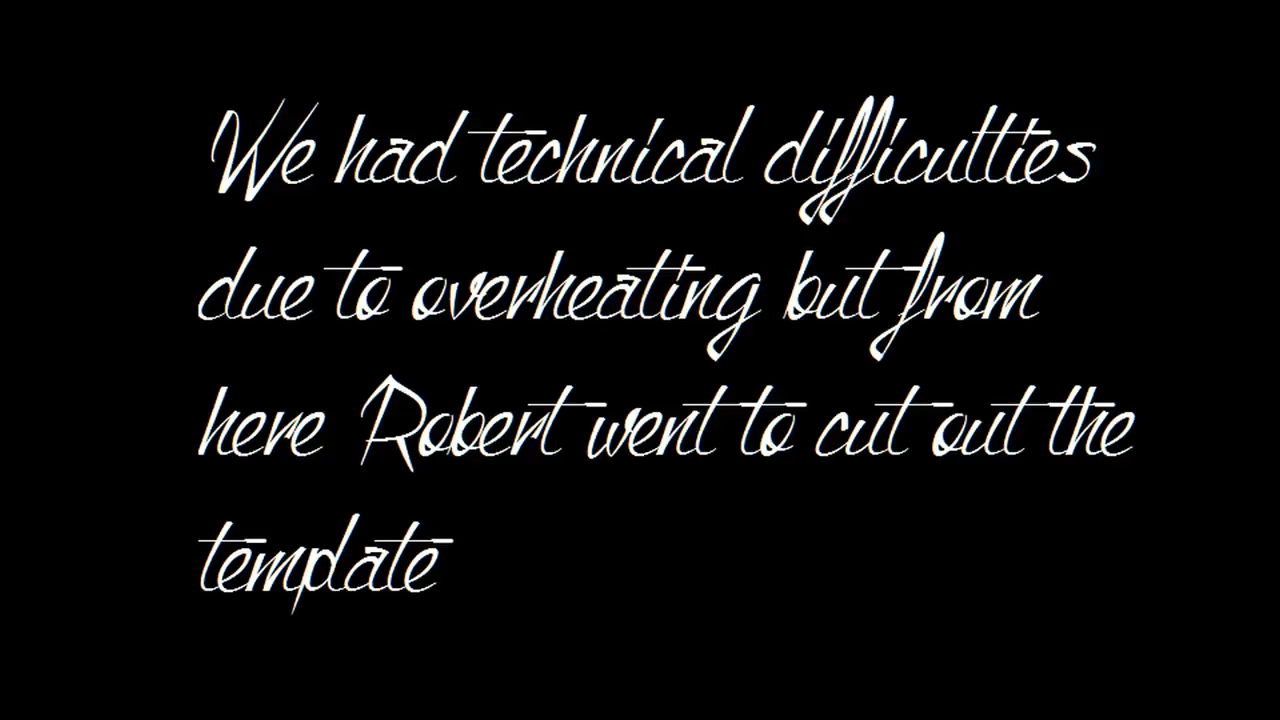 We had technical difficulties
due to overheating but from
here Robert went to cut out the
template